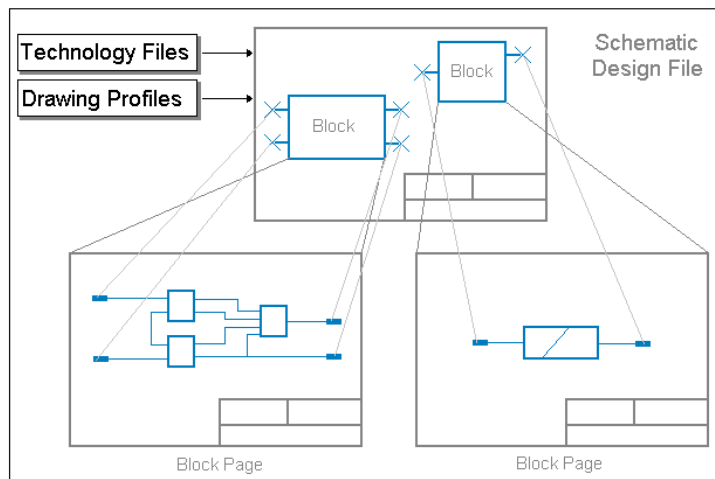 Technology Files
Drawing Profiles
Schematic
Design File
Block
Block
Block Page
Block Page